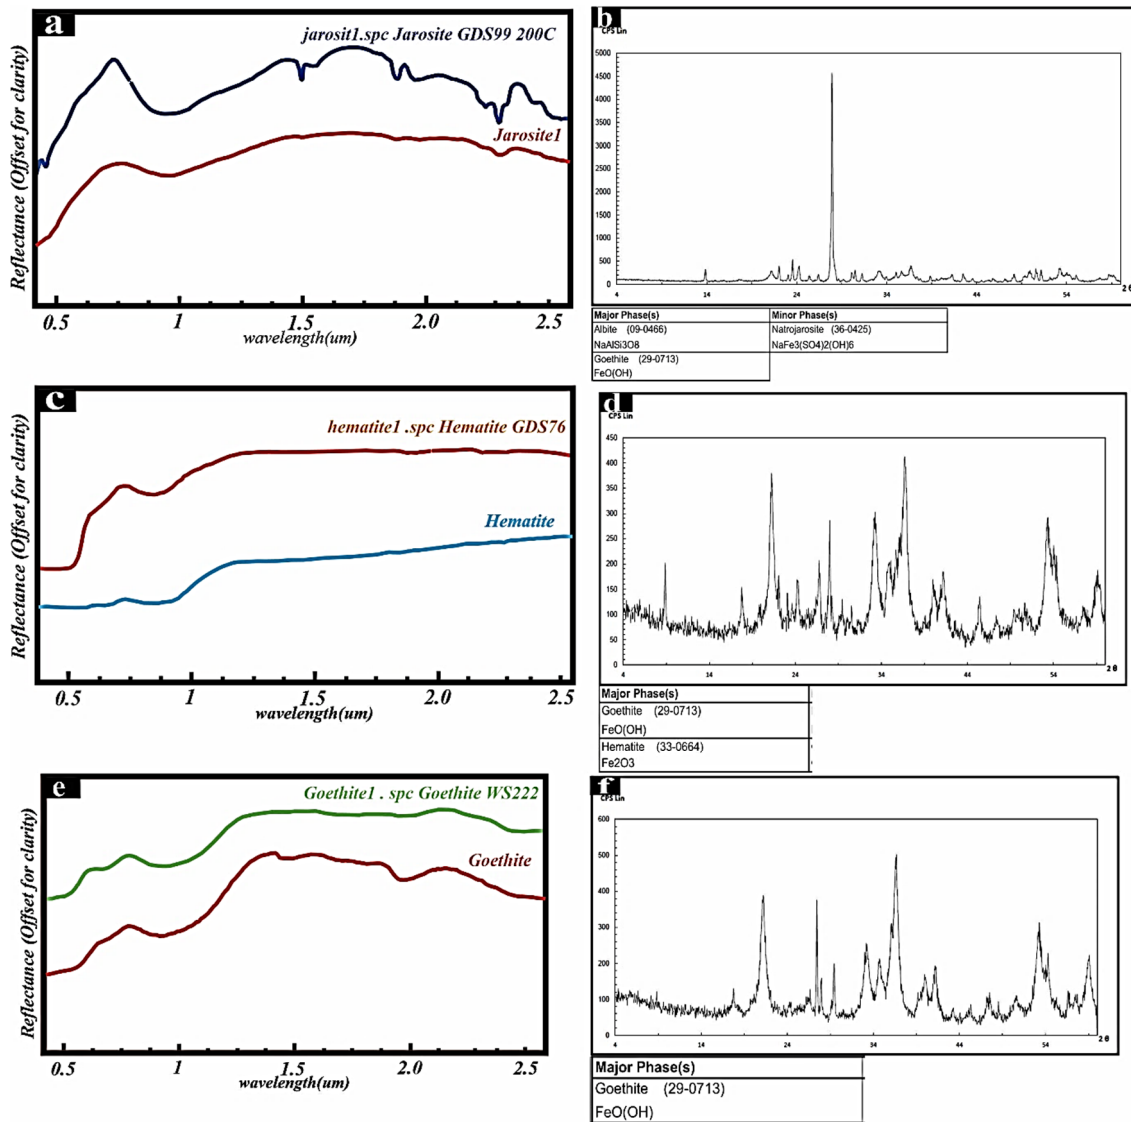 a
jarosit1.spc Jarosite GDS99 200C
Jarosite1
Reflectance (Offset for clarity)
0.5 1 1.5 2.0 2.5
wavelength(um)
b
CPS Lin
5000
4500
4000
3500
3000
2500
2000
1500
1000
500
0
4 14 24 34 44 54
2θ
Major Phase(s) Minor Phase(s)
Albite (09-0466) Natrojarosite (36-0425)
NaAlSi3O8 NaFe3(SO4)2(OH)6
Goethite (29-0713)
FeO(OH)
c
hematite1 .spc Hematite GDS76
Hematite
Reflectance (Offset for clarity)
0.5 1 1.5 2.0 2.5
wavelength(um)
d
CPS Lin
450
400
350
300
250
200
150
100
50
0
4 14 24 34 44 54
2θ
Major Phase(s)
Goethite (29-0713)
FeO(OH)
Hematite (33-0664)
Fe2O3
e
Goethite1 . spc Goethite WS222
Goethite
Reflectance (Offset for clarity)
0.5 1 1.5 2.0 2.5
wavelength(um)
f
CPS Lin
600
500
400
300
200
100
0
4 14 24 34 44 54
2θ
Major Phase(s)
Goethite (29-0713)
FeO(OH)